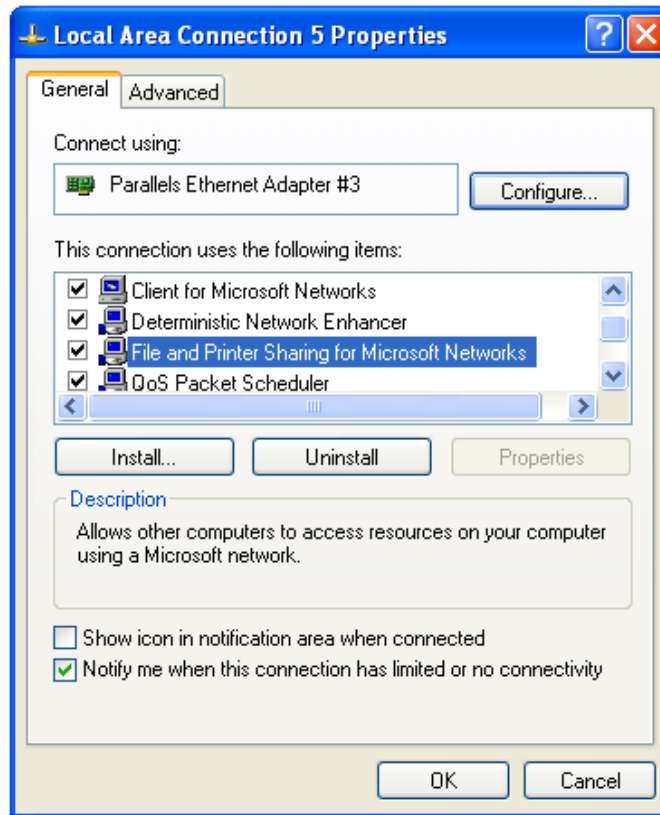 Local Area Connection 5 Properties
General Advanced
Connect using:
Parallels Ethernet Adapter #3
Configure...
This connection uses the following items:
Client for Microsoft Networks
Deterministic Network Enhancer
File and Printer Sharing for Microsoft Networks
QoS Packet Scheduler
Install... Uninstall Properties
Description
Allows other computers to access resources on your computer
using a Microsoft network.
Show icon in notification area when connected
Notify me when this connection has limited or no connectivity
OK Cancel